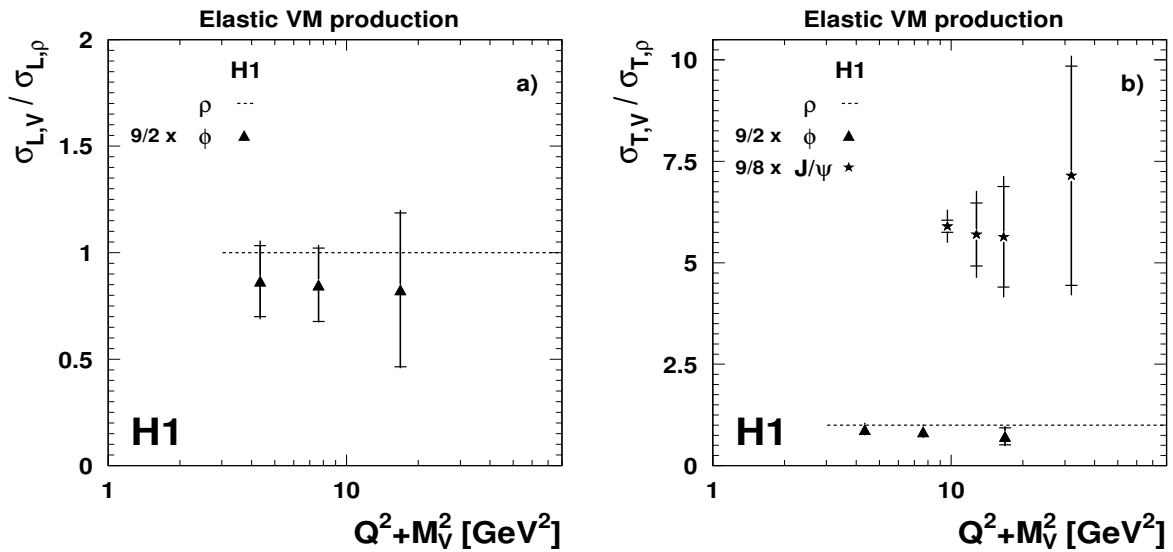 Elastic VM production
σL,V / σL,ρ
2
1.5
1
0.5
0
H1
a)
ρ
9/2 x ϕ
H1
1
10
Q²+M²V [GeV²]
Elastic VM production
σT,V / σT,ρ
10
7.5
5
2.5
0
H1
b)
ρ
9/2 x ϕ
9/8 x J/ψ
H1
1
10
Q²+M²V [GeV²]